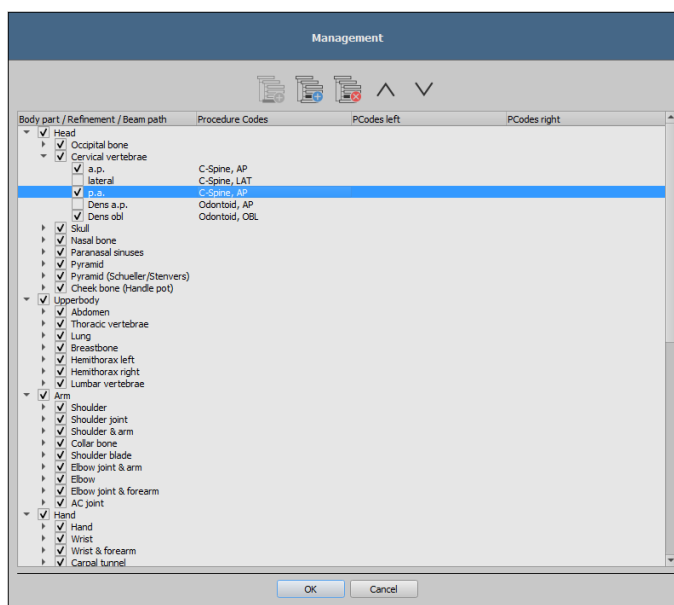 Management
Body part / Refinement / Beam path Procedure Codes PCodes left PCodes right
Head
Occipital bone
Cervical vertebrae
a.p. C-Spine, AP
lateral C-Spine, LAT
p.a. C-Spine, AP
Dens a.p. Odontoid, AP
Dens obl Odontoid, OBL
Skull
Nasal bone
Paranasal sinuses
Pyramid
Pyramid (Schueller/Stenvers)
Cheek bone (Handle pot)
Upperbody
Abdomen
Thoracic vertebrae
Lung
Breastbone
Hemithorax left
Hemithorax right
Lumbar vertebrae
Arm
Shoulder
Shoulder joint
Shoulder & arm
Collar bone
Shoulder blade
Elbow joint & arm
Elbow
Elbow joint & forearm
AC joint
Hand
Hand
Wrist
Wrist & forearm
Carpal tunnel
OK Cancel